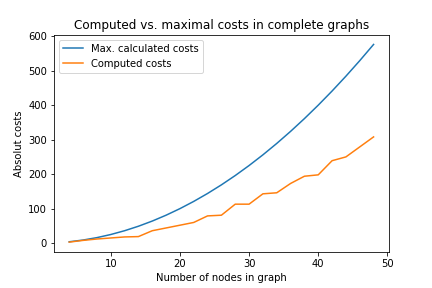 Computed vs. maximal costs in complete graphs
Max. calculated costs
Computed costs
Absolut costs
600
500
400
300
200
100
0
10
20
30
40
50
Number of nodes in graph